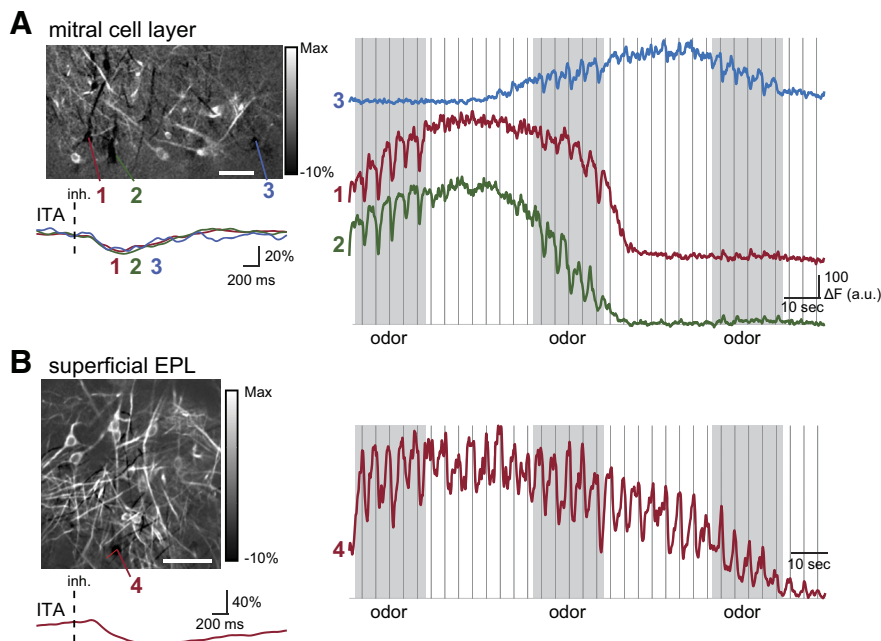 A
mitral cell layer
Max
-10%
inh.
1 2 3
ITA
1 2 3
20%
200 ms
3
1
2
100
ΔF (a.u.)
10 sec
odor odor odor
B
superficial EPL
Max
-10%
inh.
4
ITA
40%
200 ms
4
10 sec
odor odor odor